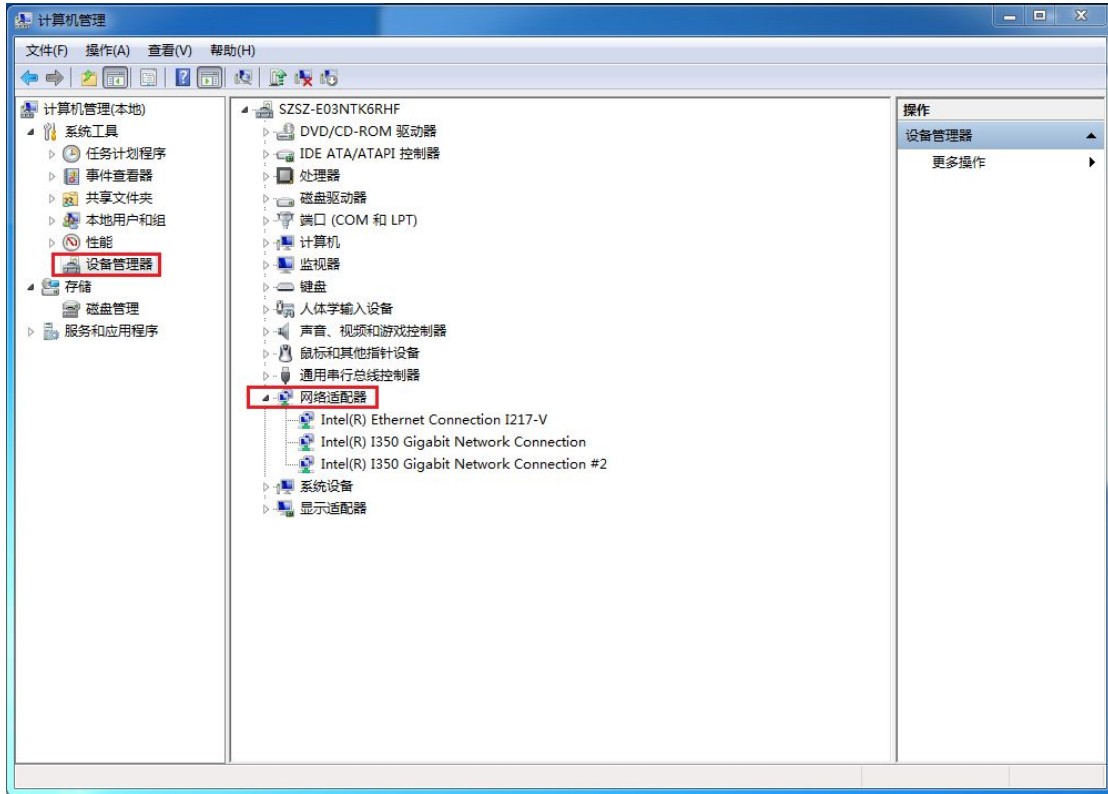 计算机管理
文件(F) 操作(A) 查看(V) 帮助(H)
计算机管理(本地)
系统工具
任务计划程序
事件查看器
共享文件夹
本地用户和组
性能
设备管理器
存储
磁盘管理
服务和应用程序
SZSZ-E03NTK6RHF
DVD/CD-ROM 驱动器
IDE ATA/ATAPI 控制器
处理器
磁盘驱动器
端口 (COM 和 LPT)
计算机
监视器
键盘
人体学输入设备
声音、视频和游戏控制器
鼠标和其他指针设备
通用串行总线控制器
网络适配器
Intel(R) Ethernet Connection I217-V
Intel(R) I350 Gigabit Network Connection
Intel(R) I350 Gigabit Network Connection #2
系统设备
显示适配器
操作
设备管理器
更多操作